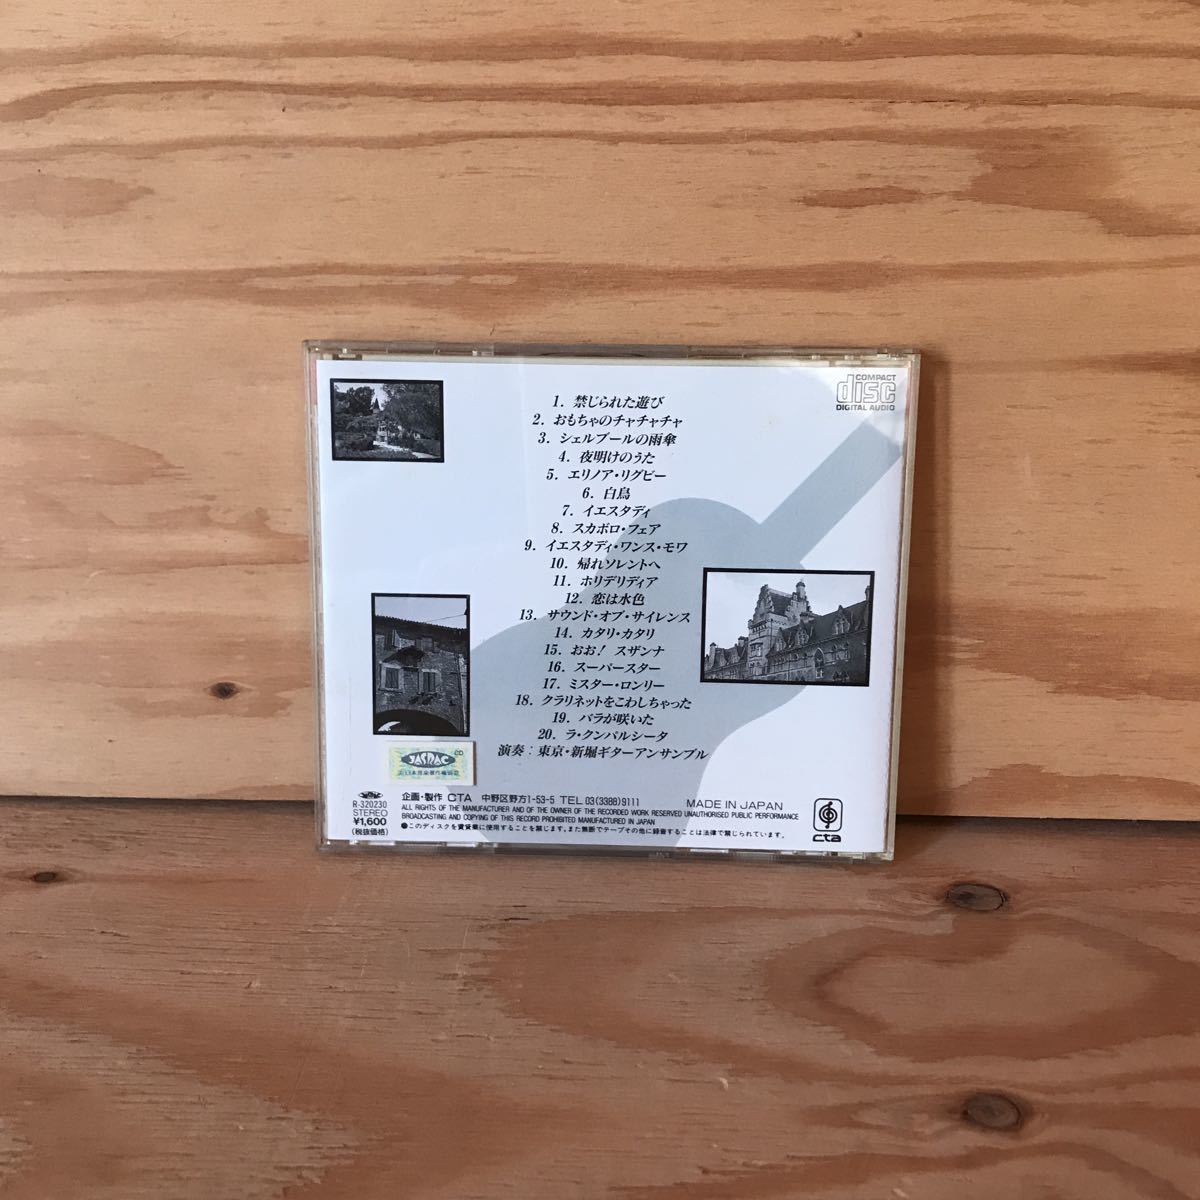 COMPACT
disc
DIGITAL AUDIO
1. 禁じられた遊び
2. おもちゃのチャチャチャ
3. シェルブールの雨傘
4. 夜明けのうた
5. エリノア・リグビー
6. 白鳥
7. イエスタデイ
8. スカボロ・フェア
9. イエスタデイ・ワンス・モワ
10. 帰れソレントへ
11. ホリデリディア
12. 恋は水色
13. サウンド・オブ・サイレンス
14. カタリ・カタリ
15. おお! スザンナ
16. スーパースター
17. ミスター・ロンリー
18. クラリネットをこわしちゃった
19. バラが咲いた
20. ラ・クンパルシータ
演奏：東京・新堀ギターアンサンブル
JASRAC
CD
R-320230
STEREO
¥1,600
(税抜価格)
企画・製作 CTA 中野区野方1-53-5 TEL 03(3388)9111 MADE IN JAPAN
ALL RIGHTS OF THE MANUFACTURER AND OF THE OWNER OF THE RECORDED WORK RESERVED UNAUTHORISED PUBLIC PERFORMANCE
BROADCASTING AND COPYING OF THIS RECORD PROHIBITED MANUFACTURED IN JAPAN
●このディスクを賃貸業に使用することを禁じます。また無断でテープその他に録音することは法律で禁じられています。
cta